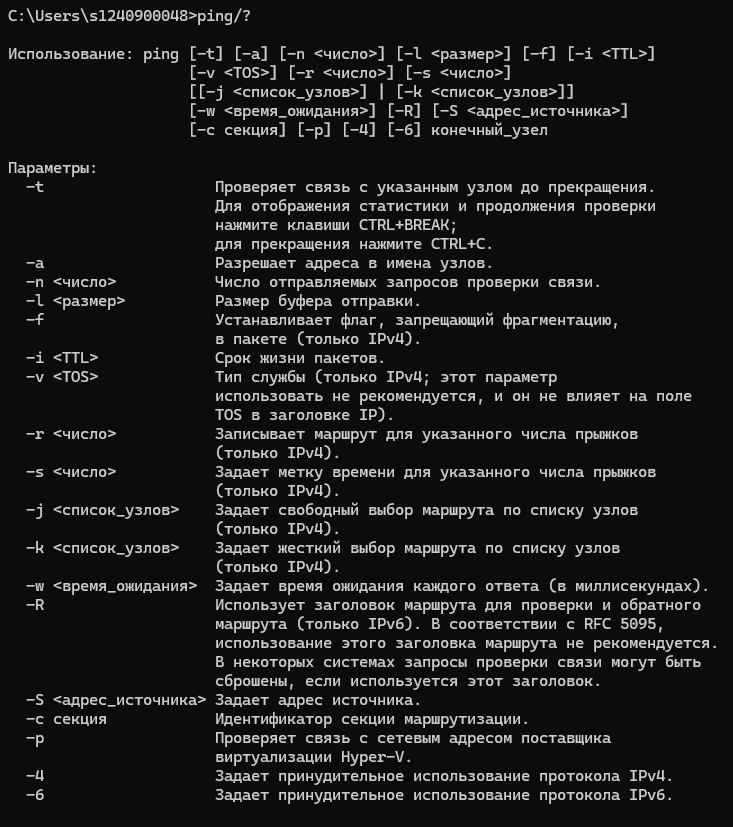 C:\Users\s1240900048>ping/?
Использование: ping [-t] [-a] [-n <число>] [-l <размер>] [-f] [-i <TTL>]
[-v <TOS>] [-r <число>] [-s <число>]
[[-j <список_узлов>] | [-k <список_узлов>]]
[-w <время_ожидания>] [-R] [-S <адрес_источника>]
[-c секция] [-p] [-4] [-6] конечный_узел
Параметры:
-t Проверяет связь с указанным узлом до прекращения.
Для отображения статистики и продолжения проверки
нажмите клавиши CTRL+BREAK;
для прекращения нажмите CTRL+C.
-a Разрешает адреса в имена узлов.
-n <число> Число отправляемых запросов проверки связи.
-l <размер> Размер буфера отправки.
-f Устанавливает флаг, запрещающий фрагментацию,
в пакете (только IPv4).
-i <TTL> Срок жизни пакетов.
-v <TOS> Тип службы (только IPv4; этот параметр
использовать не рекомендуется, и он не влияет на поле
TOS в заголовке IP).
-r <число> Записывает маршрут для указанного числа прыжков
(только IPv4).
-s <число> Задает метку времени для указанного числа прыжков
(только IPv4).
-j <список_узлов> Задает свободный выбор маршрута по списку узлов
(только IPv4).
-k <список_узлов> Задает жесткий выбор маршрута по списку узлов
(только IPv4).
-w <время_ожидания> Задает время ожидания каждого ответа (в миллисекундах).
-R Использует заголовок маршрута для проверки и обратного
маршрута (только IPv6). В соответствии с RFC 5095,
использование этого заголовка маршрута не рекомендуется.
В некоторых системах запросы проверки связи могут быть
сброшены, если используется этот заголовок.
-S <адрес_источника> Задает адрес источника.
-c секция Идентификатор секции маршрутизации.
-p Проверяет связь с сетевым адресом поставщика
виртуализации Hyper-V.
-4 Задает принудительное использование протокола IPv4.
-6 Задает принудительное использование протокола IPv6.